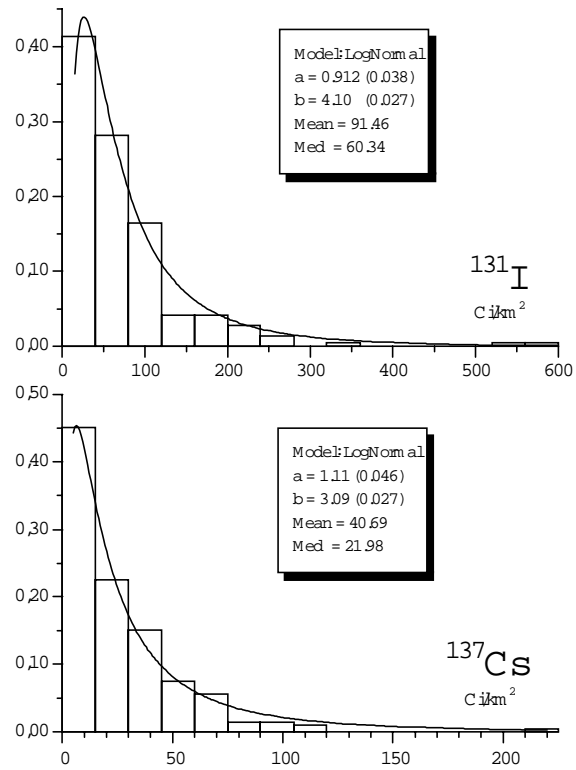 0,40
0,30
0,20
0,10
0,00
Model:LogNormal
a = 0.912 (0.038)
b = 4.10 (0.027)
Mean = 91.46
Med = 60.34
131I
Ci/km2
0 100 200 300 400 500 600
0,50
0,40
0,30
0,20
0,10
0,00
Model:LogNormal
a = 1.11 (0.046)
b = 3.09 (0.027)
Mean = 40.69
Med = 21.98
137Cs
Ci/km2
0 50 100 150 200